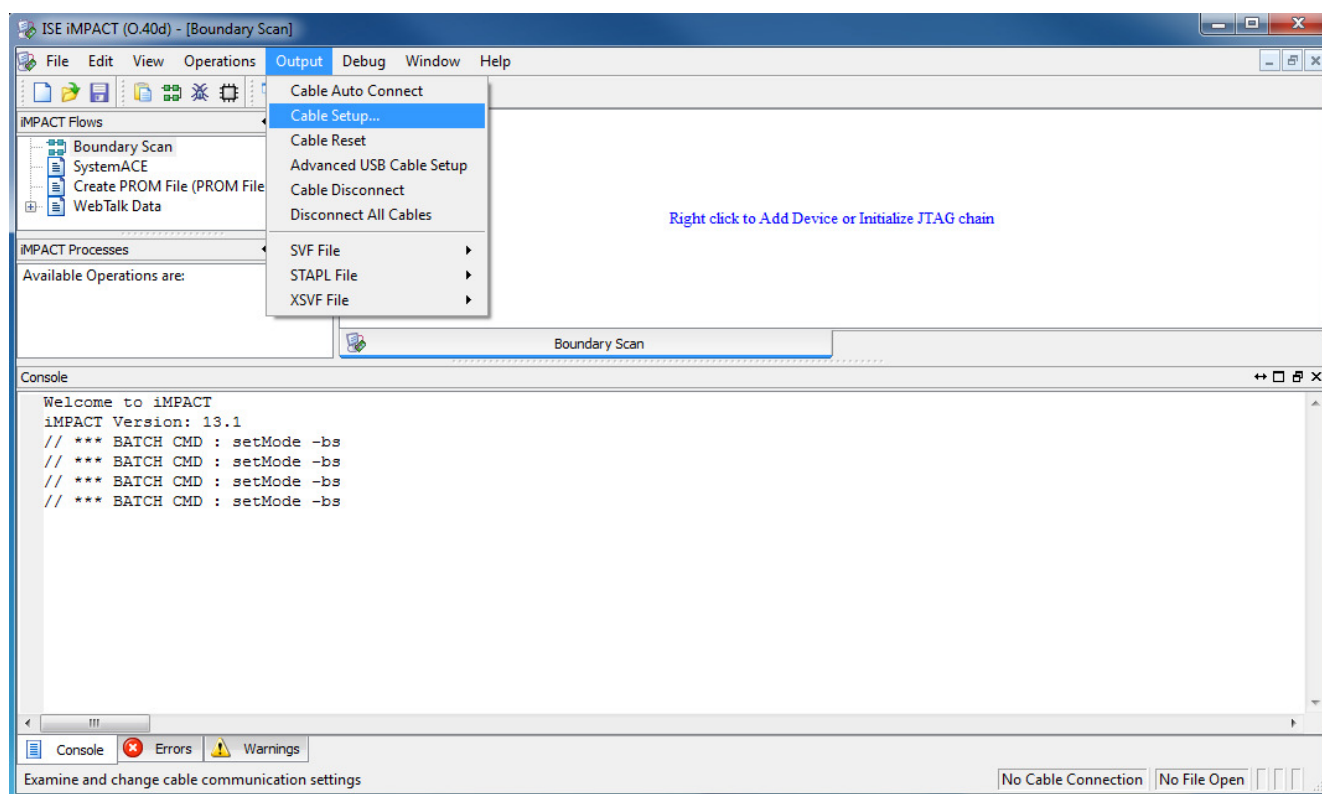 ISE iMPACT (O.40d) - [Boundary Scan]
File Edit View Operations Output Debug Window Help
Cable Auto Connect
Cable Setup...
Cable Reset
Advanced USB Cable Setup
Cable Disconnect
Disconnect All Cables
SVF File
STAPL File
XSVF File
iMPACT Flows
Boundary Scan
SystemACE
Create PROM File (PROM File
WebTalk Data
iMPACT Processes
Available Operations are:
Right click to Add Device or Initialize JTAG chain
Boundary Scan
Console
Welcome to iMPACT
iMPACT Version: 13.1
// *** BATCH CMD : setMode -bs
// *** BATCH CMD : setMode -bs
// *** BATCH CMD : setMode -bs
// *** BATCH CMD : setMode -bs
Console Errors Warnings
Examine and change cable communication settings
No Cable Connection No File Open